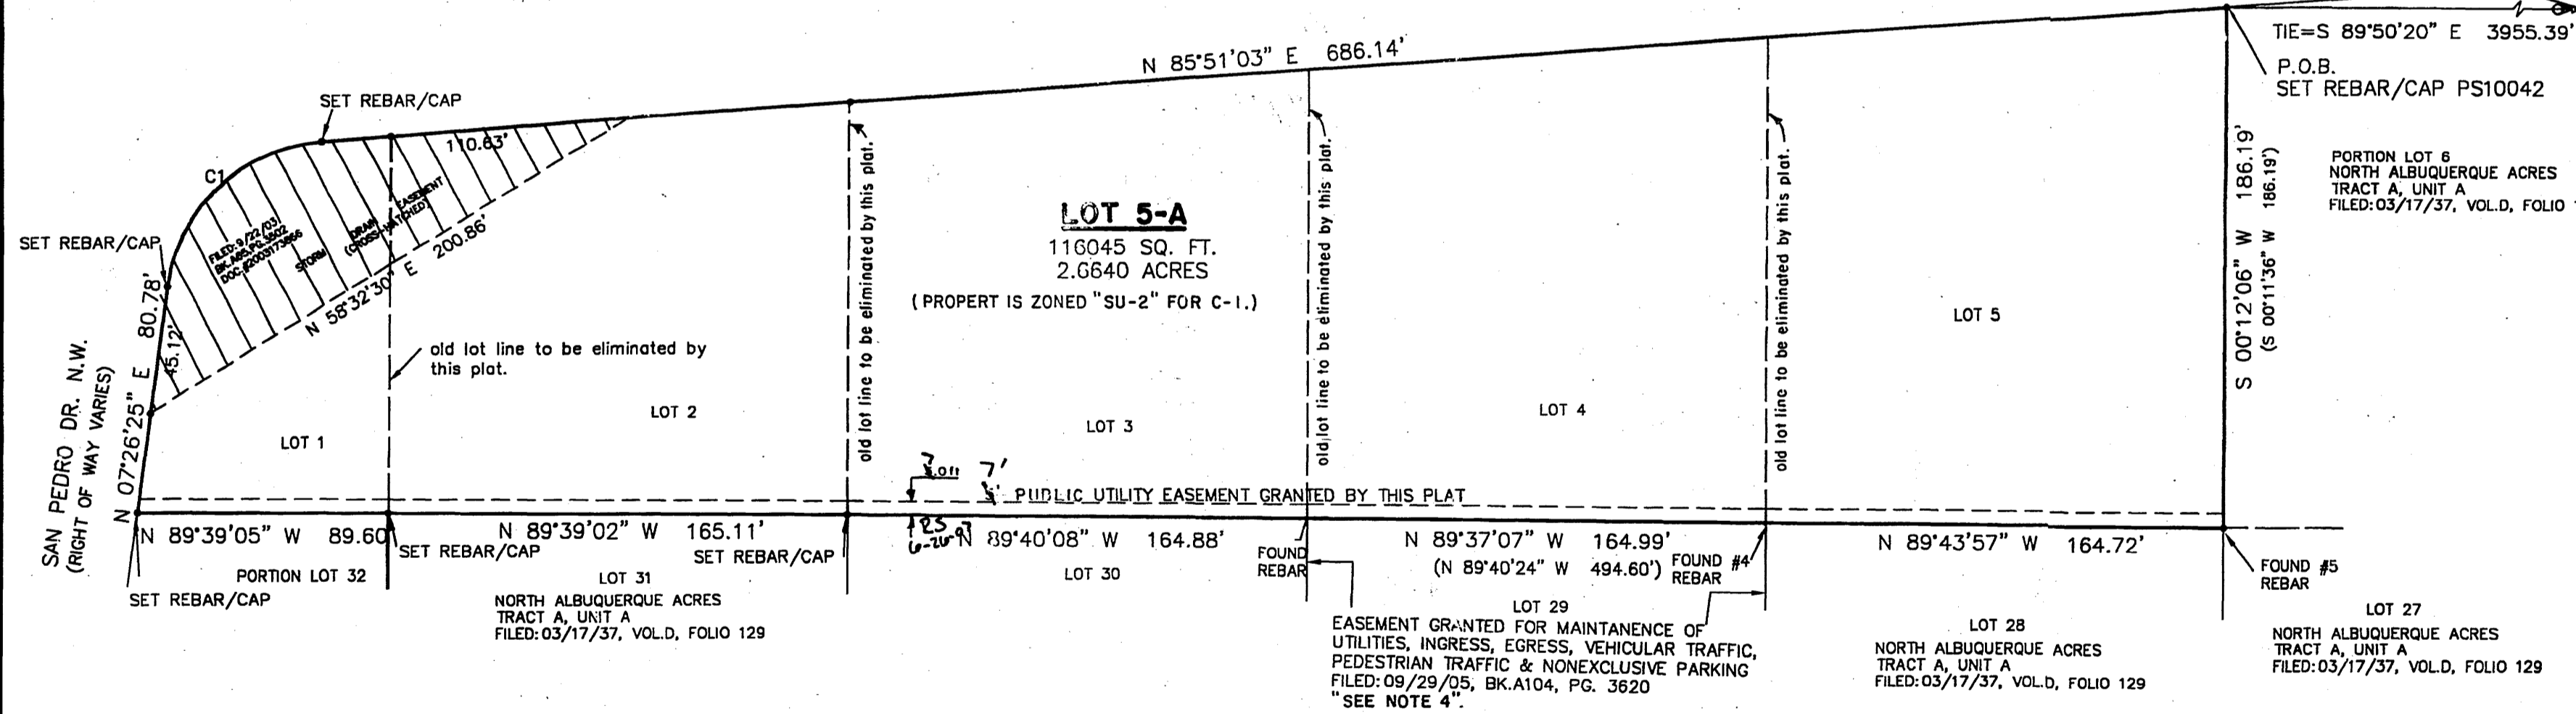 N 85°51'03" E 686.14'
TIE=S 89°50'20" E 3955.39'
P.O.B.
SET REBAR/CAP PS10042
SET REBAR/CAP
110.63'
C1
FILED: 9/22/03
BK.A65,PG.3502
DOC.#2003173866
STORM DRAIN EASEMENT
(CROSS-HATCHED)
N 58°32'30" E 200.86'
SET REBAR/CAP
N 07°26'25" E 80.78'
45.12'
SAN PEDRO DR. N.W.
(RIGHT OF WAY VARIES)
old lot line to be eliminated by
this plat.
old lot line to be eliminated by this plat.
LOT 5-A
116045 SQ. FT.
2.6640 ACRES
(PROPERT IS ZONED "SU-2" FOR C-1.)
old lot line to be eliminated by this plat.
old lot line to be eliminated by this plat.
S 00°12'06" W 186.19'
(S 00°11'36" W 186.19')
PORTION LOT 6
NORTH ALBUQUERQUE ACRES
TRACT A, UNIT A
FILED:03/17/37, VOL.D, FOLIO
LOT 1
LOT 2
LOT 3
LOT 4
LOT 5
7'
PUBLIC UTILITY EASEMENT GRANTED BY THIS PLAT
N 89°39'05" W 89.60
N 89°39'02" W 165.11'
RS
N 89°40'08" W 164.88'
N 89°37'07" W 164.99'
(N 89°40'24" W 494.60')
N 89°43'57" W 164.72'
SET REBAR/CAP
SET REBAR/CAP
SET REBAR/CAP
FOUND
REBAR
FOUND #4
REBAR
FOUND #5
REBAR
PORTION LOT 32
LOT 31
NORTH ALBUQUERQUE ACRES
TRACT A, UNIT A
FILED:03/17/37, VOL.D, FOLIO 129
LOT 30
LOT 29
EASEMENT GRANTED FOR MAINTANENCE OF
UTILITIES, INGRESS, EGRESS, VEHICULAR TRAFFIC,
PEDESTRIAN TRAFFIC & NONEXCLUSIVE PARKING
FILED:09/29/05, BK.A104, PG. 3620
"SEE NOTE 4".
LOT 28
NORTH ALBUQUERQUE ACRES
TRACT A, UNIT A
FILED:03/17/37, VOL.D, FOLIO 129
LOT 27
NORTH ALBUQUERQUE ACRES
TRACT A, UNIT A
FILED:03/17/37, VOL.D, FOLIO 129